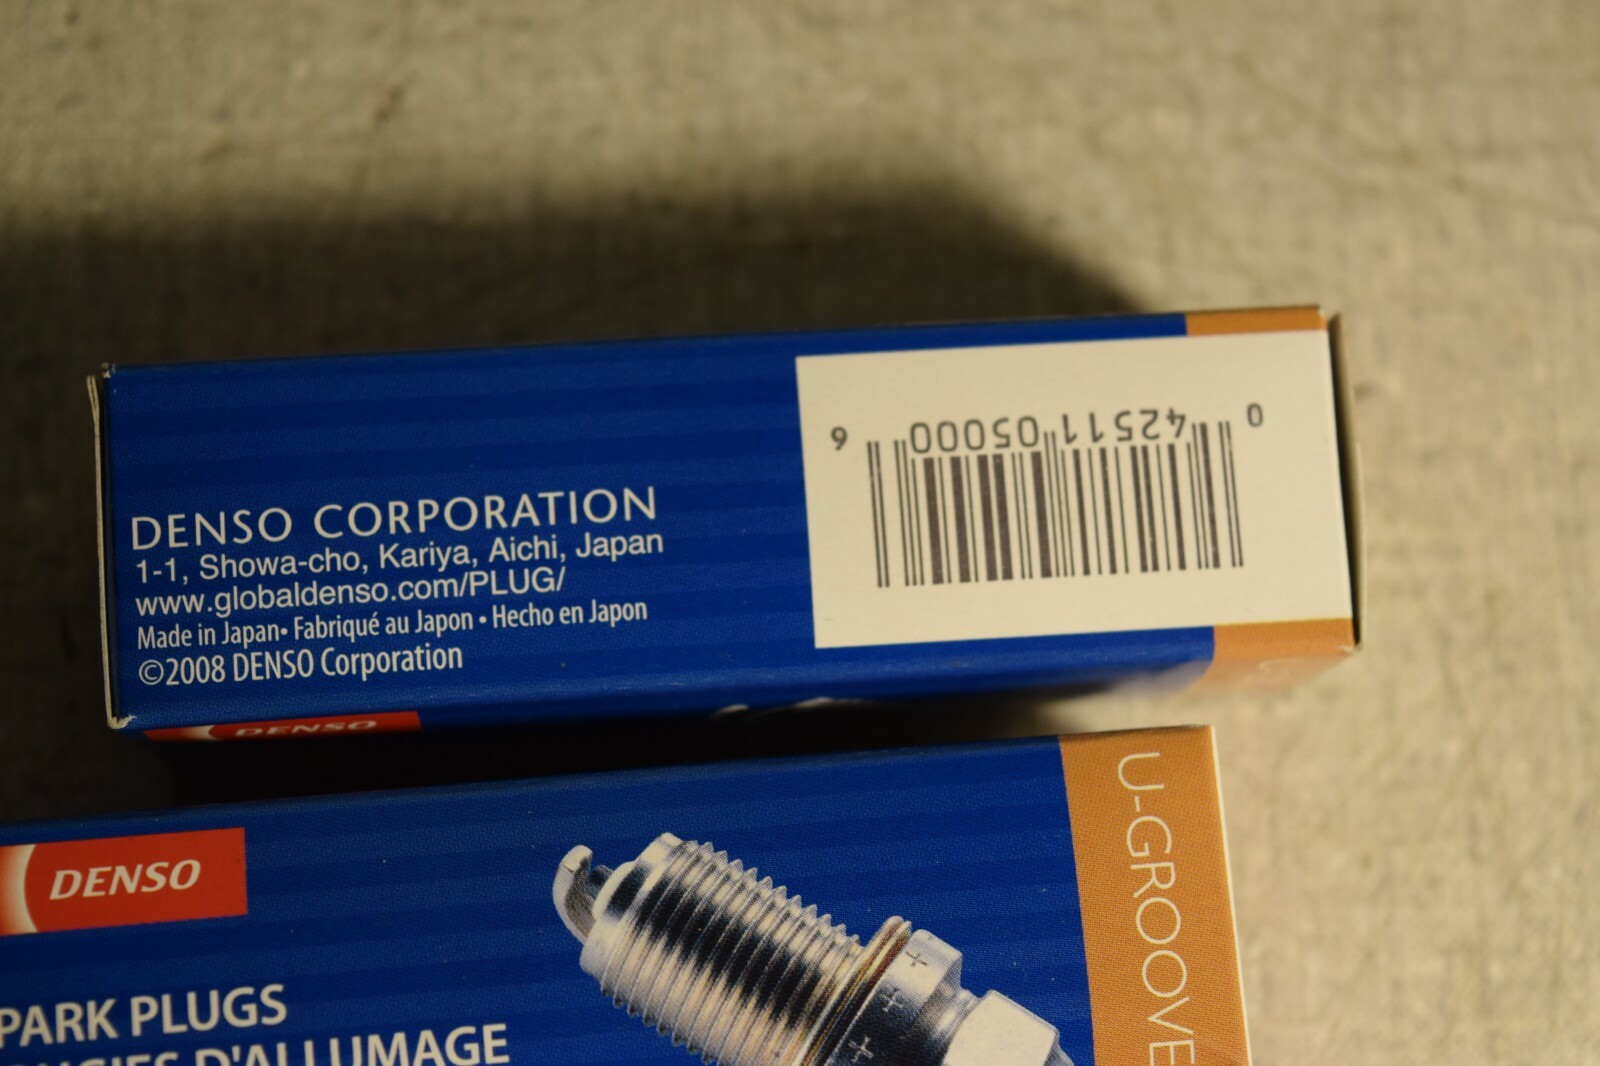 0 42511 05000 6
DENSO CORPORATION
1-1, Showa-cho, Kariya, Aichi, Japan
www.globaldenso.com/PLUG/
Made in Japan• Fabriqué au Japon • Hecho en Japon
©2008 DENSO Corporation
DENSO
DENSO
U-GROOVE
PARK PLUGS
D'ALLUMAGE